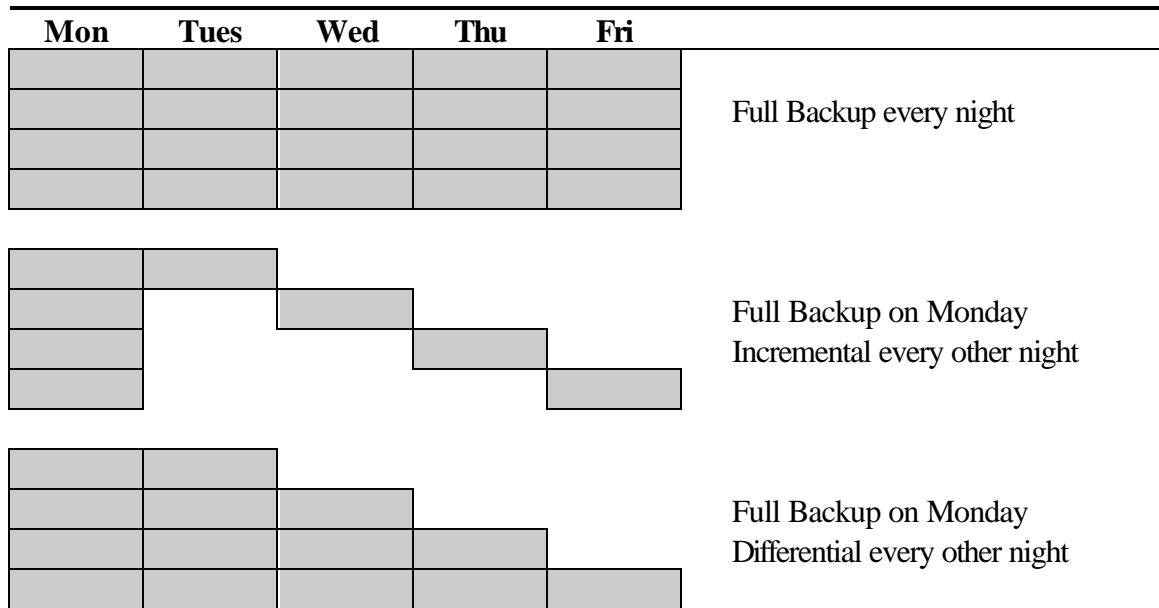 Mon Tues Wed Thu Fri
Full Backup every night
Full Backup on Monday
Incremental every other night
Full Backup on Monday
Differential every other night